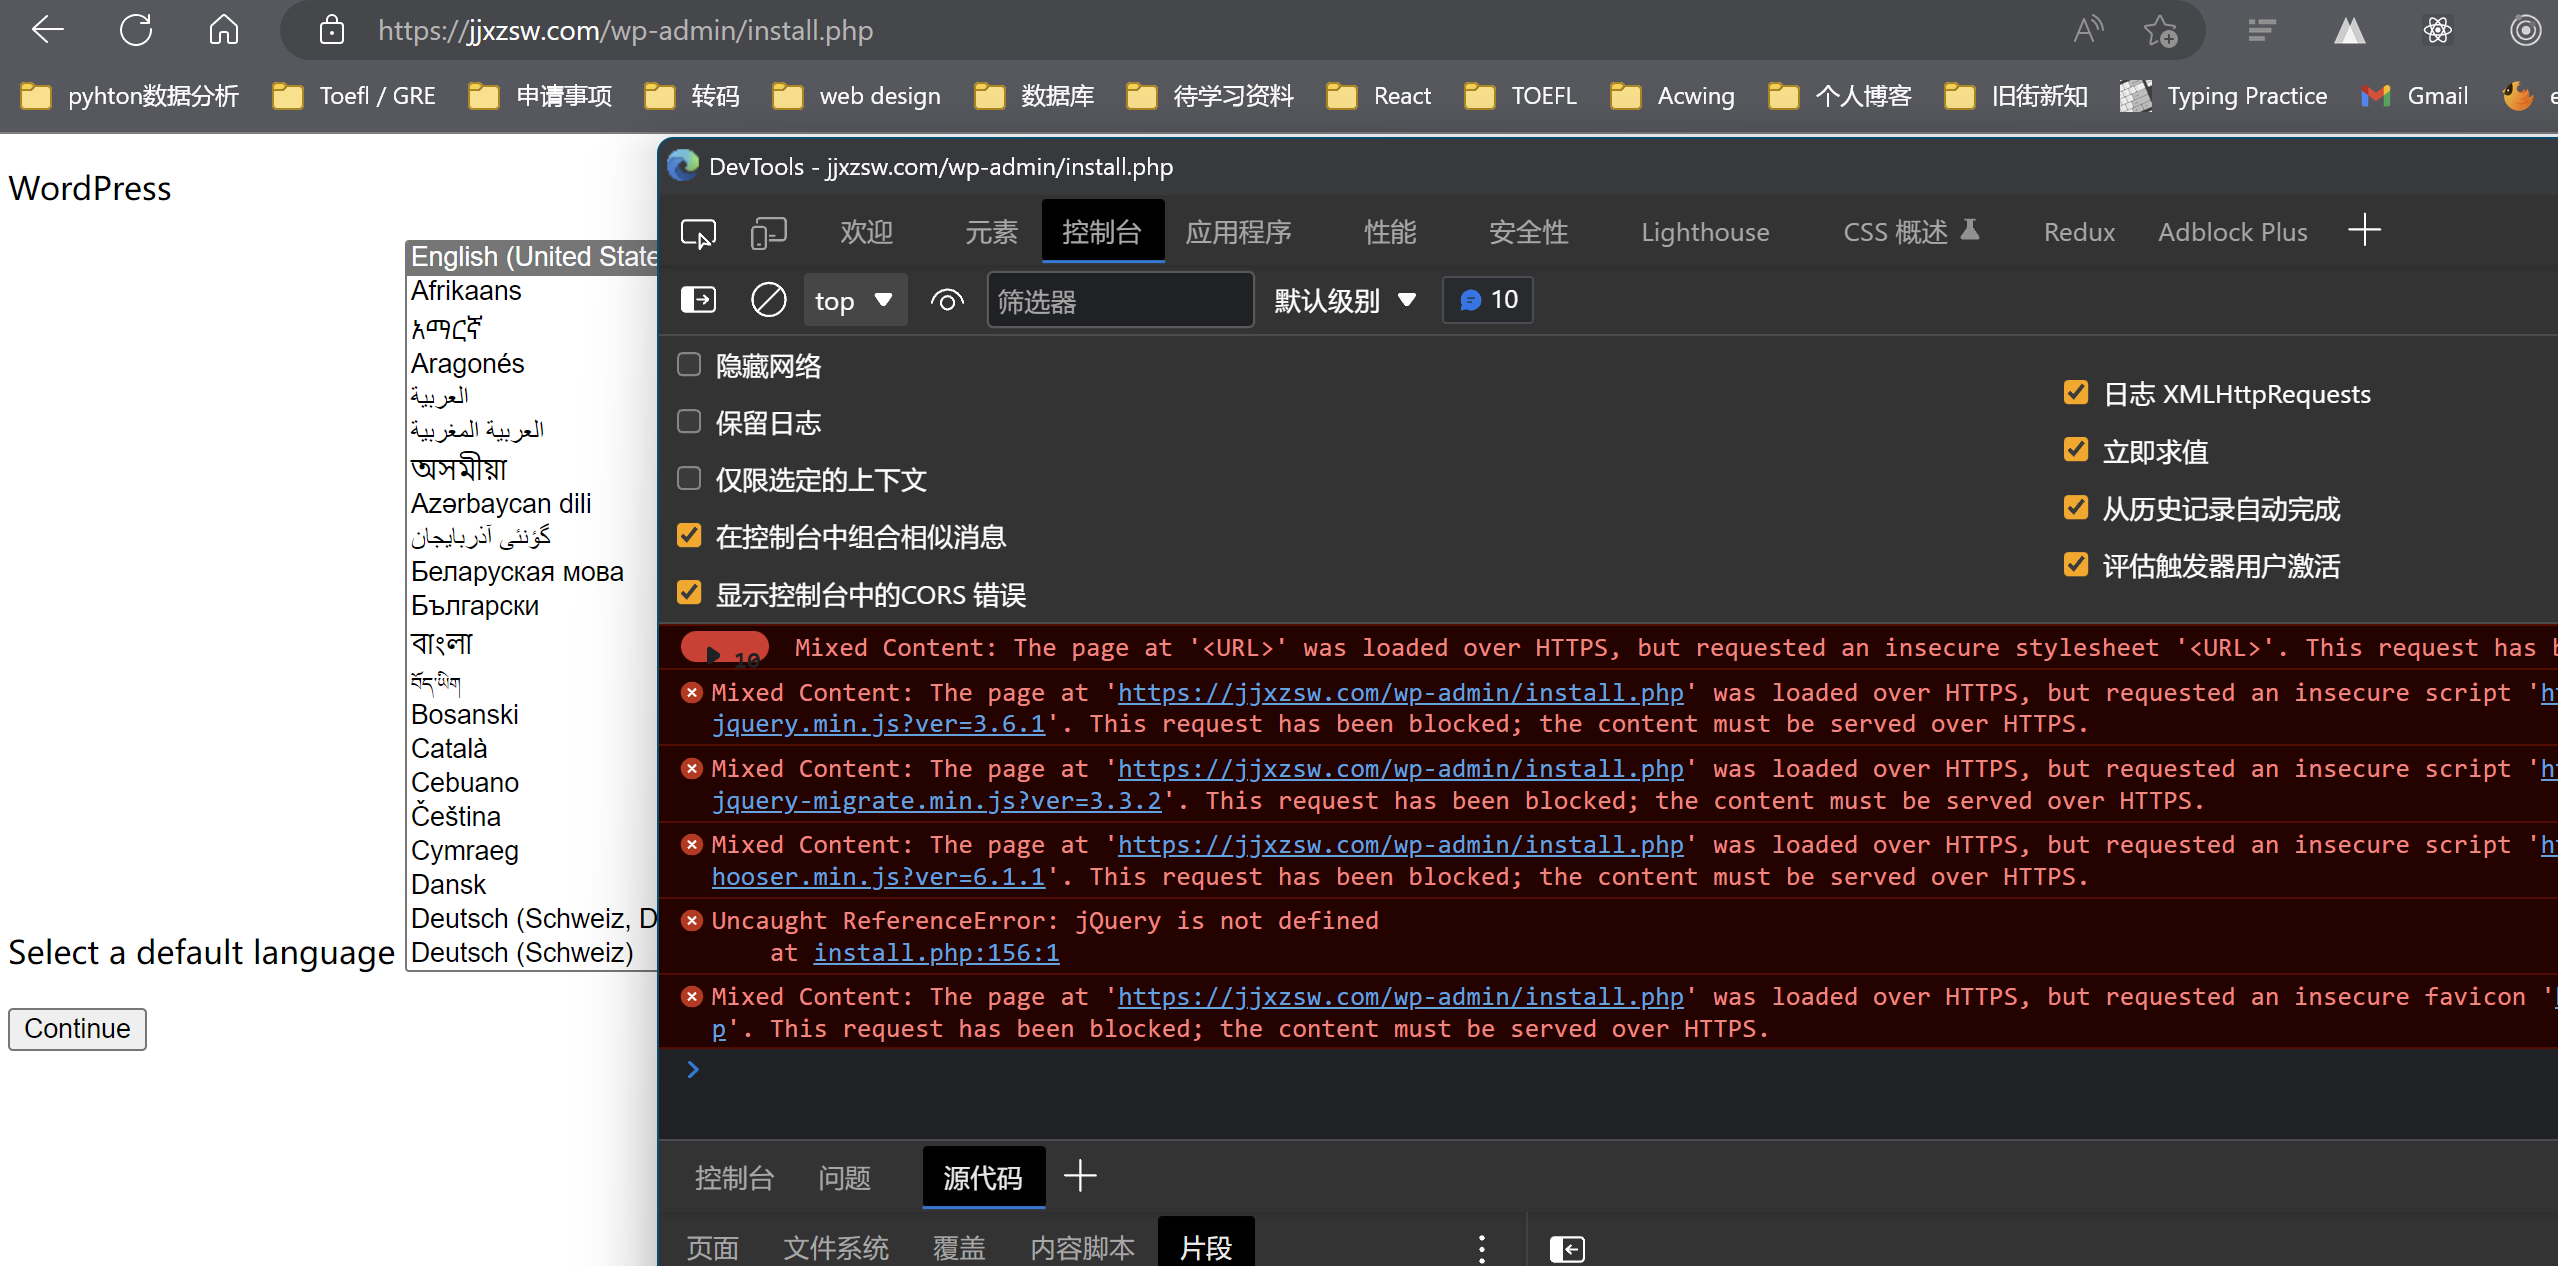 https://jjxzsw.com/wp-admin/install.php
pyhton数据分析 Toefl / GRE 申请事项 转码 web design 数据库 待学习资料 React TOEFL Acwing 个人博客 旧街新知 Typing Practice Gmail e
WordPress
English (United State
Afrikaans
አማርኛ
Aragonés
العربية
العربية المغربية
অসমীয়া
Azərbaycan dili
گؤنئی آذربایجان
Беларуская мова
Български
বাংলা
བོད་ཡིག
Bosanski
Català
Cebuano
Čeština
Cymraeg
Dansk
Deutsch (Schweiz, D
Deutsch (Schweiz)
Select a default language
Continue
DevTools - jjxzsw.com/wp-admin/install.php
欢迎 元素 控制台 应用程序 性能 安全性 Lighthouse CSS 概述 Redux Adblock Plus
top 筛选器 默认级别 10
隐藏网络
保留日志
仅限选定的上下文
在控制台中组合相似消息
显示控制台中的CORS 错误
日志 XMLHttpRequests
立即求值
从历史记录自动完成
评估触发器用户激活
10 Mixed Content: The page at '<URL>' was loaded over HTTPS, but requested an insecure stylesheet '<URL>'. This request has b
Mixed Content: The page at 'https://jjxzsw.com/wp-admin/install.php' was loaded over HTTPS, but requested an insecure script 'ht
jquery.min.js?ver=3.6.1'. This request has been blocked; the content must be served over HTTPS.
Mixed Content: The page at 'https://jjxzsw.com/wp-admin/install.php' was loaded over HTTPS, but requested an insecure script 'ht
jquery-migrate.min.js?ver=3.3.2'. This request has been blocked; the content must be served over HTTPS.
Mixed Content: The page at 'https://jjxzsw.com/wp-admin/install.php' was loaded over HTTPS, but requested an insecure script 'ht
hooser.min.js?ver=6.1.1'. This request has been blocked; the content must be served over HTTPS.
Uncaught ReferenceError: jQuery is not defined
at install.php:156:1
Mixed Content: The page at 'https://jjxzsw.com/wp-admin/install.php' was loaded over HTTPS, but requested an insecure favicon 'h
p'. This request has been blocked; the content must be served over HTTPS.
控制台 问题 源代码
页面 文件系统 覆盖 内容脚本 片段